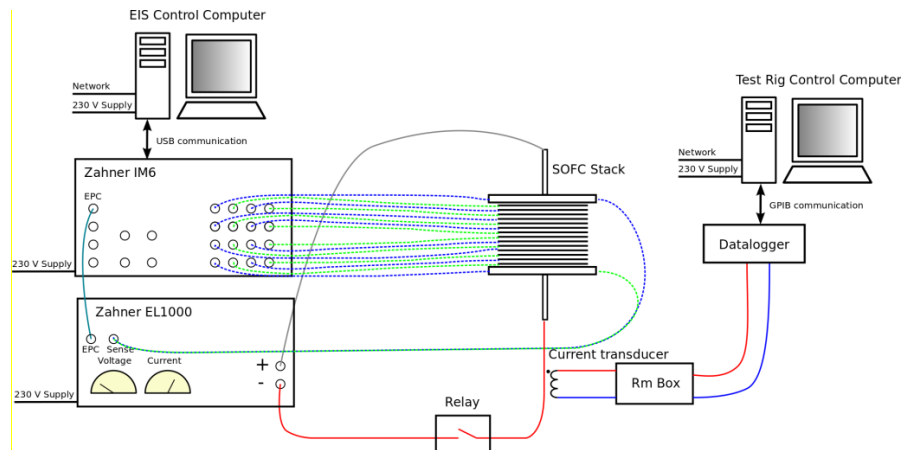 EIS Control Computer
Network
230 V Supply
USB communication
Zahner IM6
EPC
230 V Supply
Zahner EL1000
EPC Sense
Voltage Current
+
-
230 V Supply
SOFC Stack
Relay
Current transducer
Rm Box
Test Rig Control Computer
Network
230 V Supply
GPIB communication
Datalogger